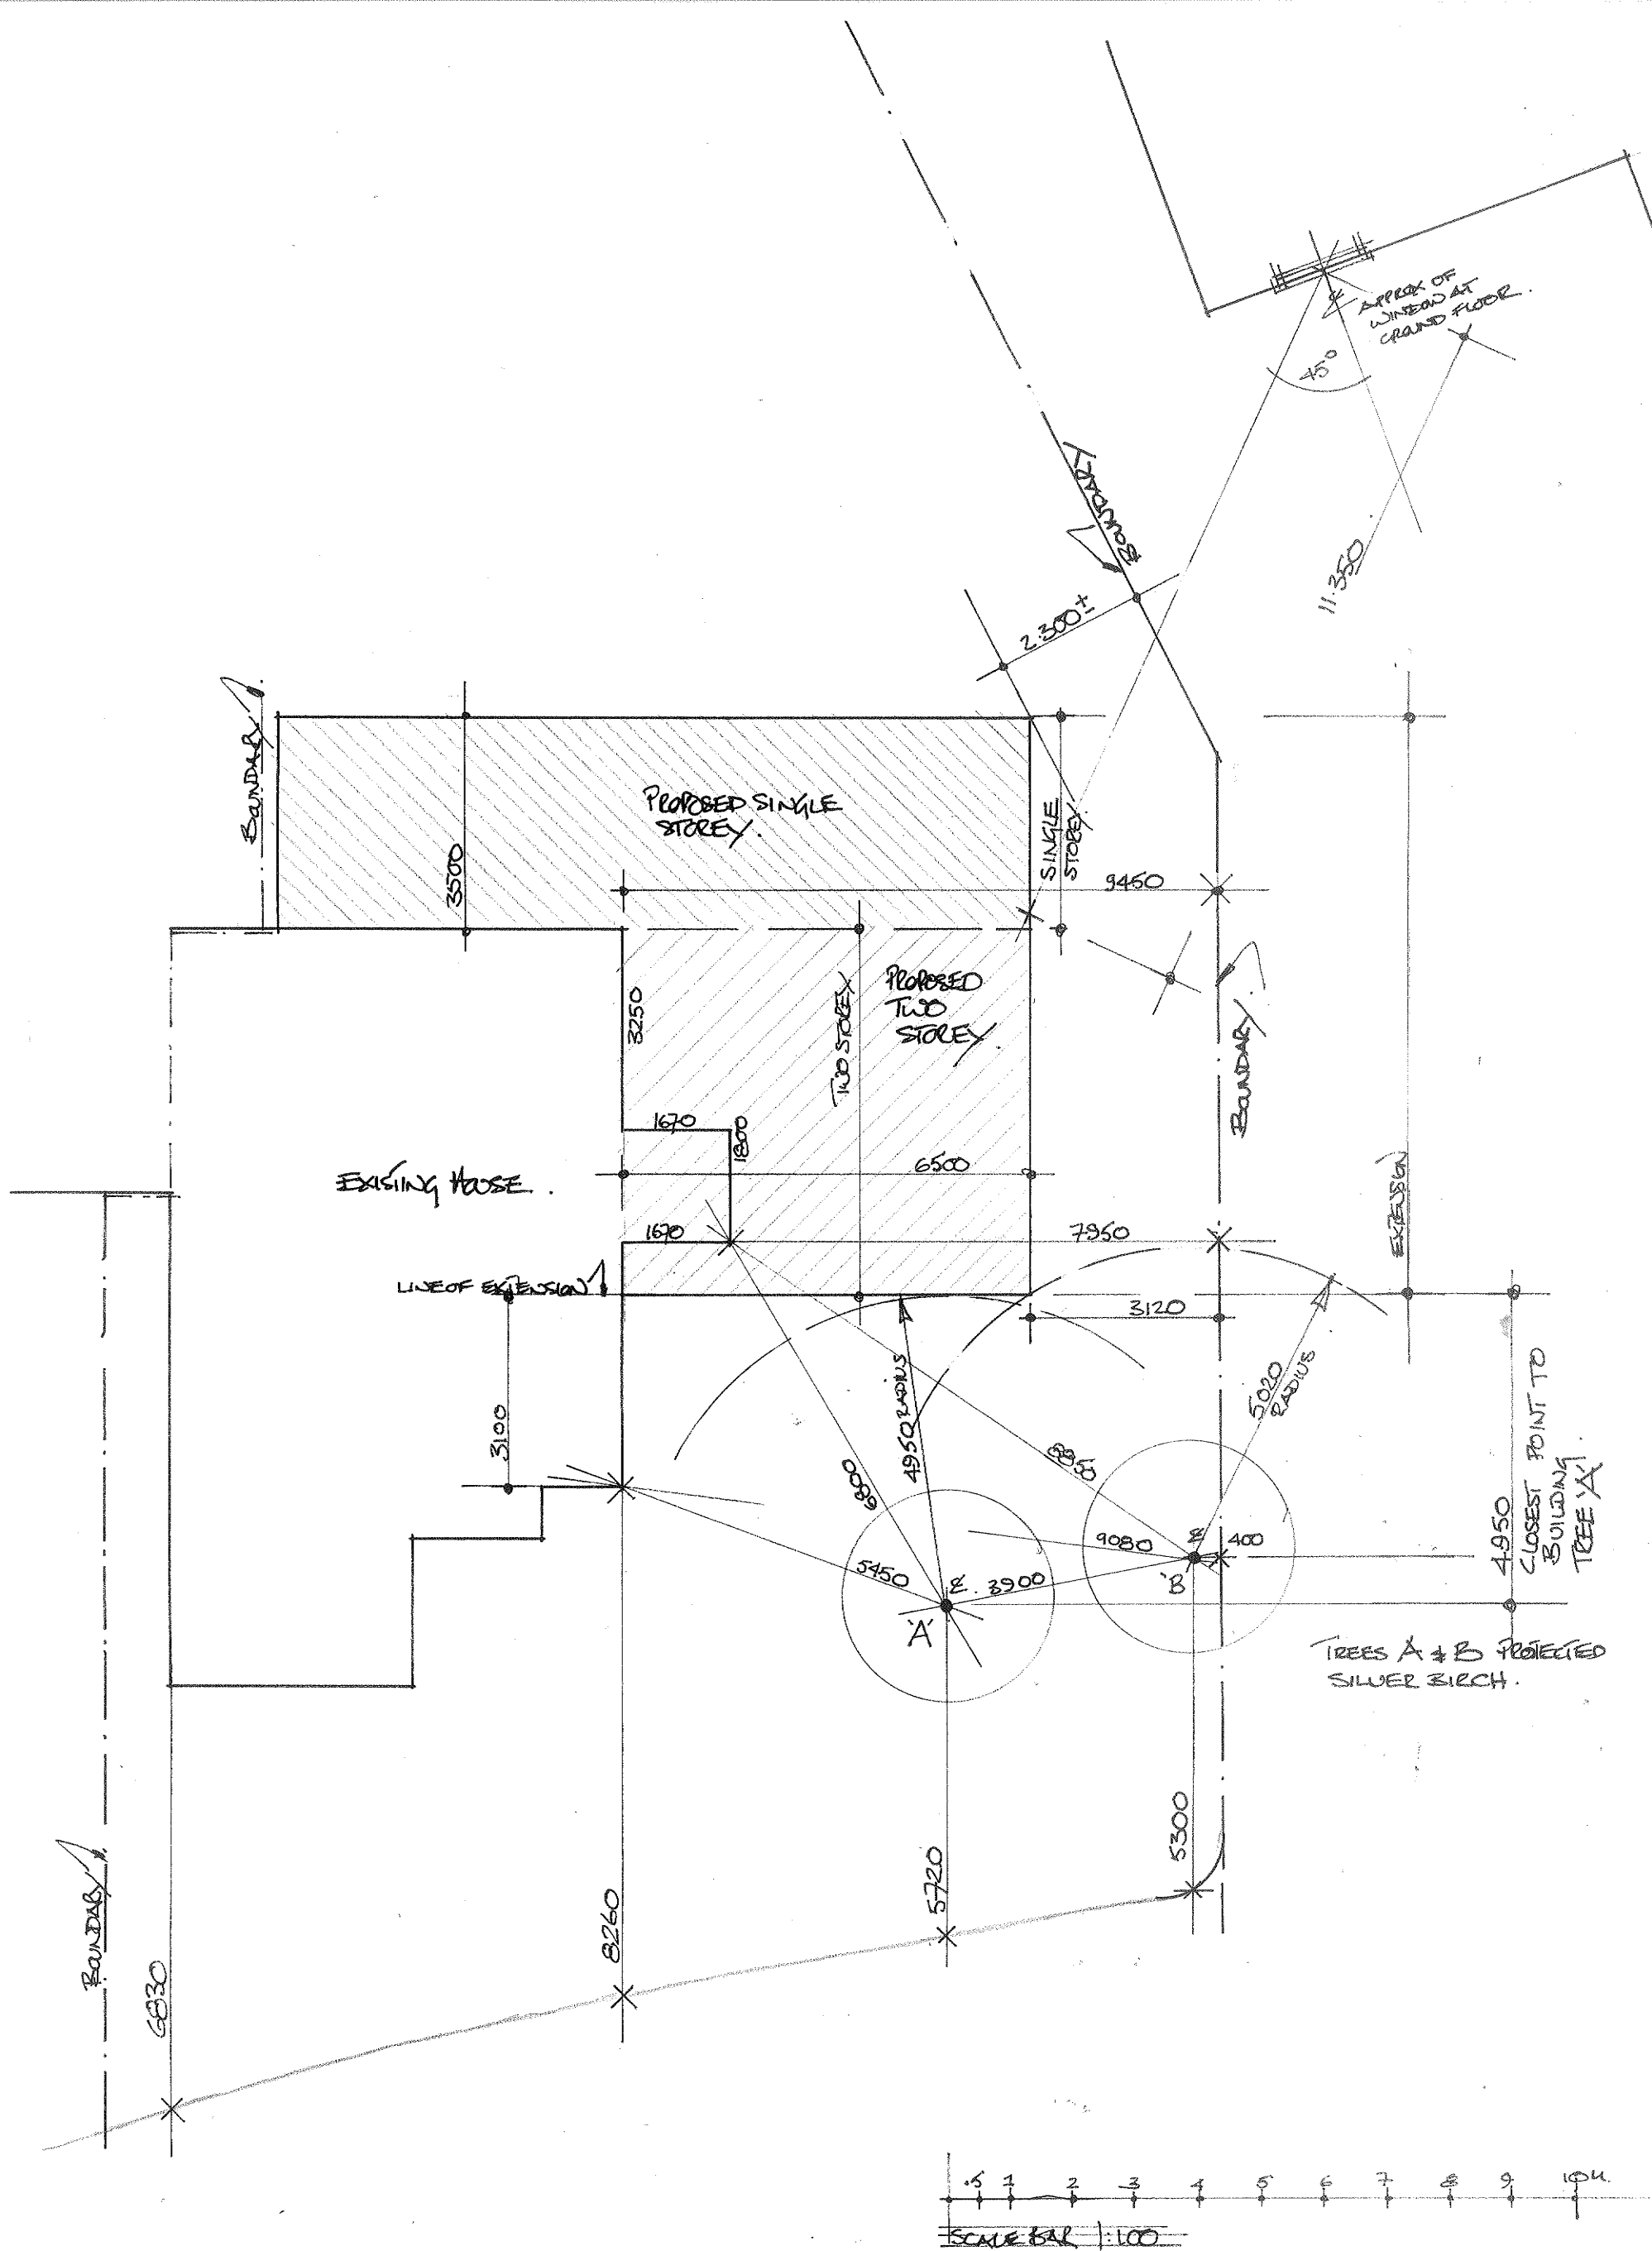 APPROX OF
WINDOW AT
GROUND FLOOR.
45°
11.350
BOUNDARY
2.300±
BOUNDARY
PROPOSED SINGLE
STOREY.
3500
SINGLE
STOREY.
9450
PROPOSED
TWO
STOREY.
TWO STOREY
3250
BOUNDARY.
1670
1800
EXISTING HOUSE.
6500
EXTENSION
1670
7950
LINE OF EXTENSION
3120
4950 RADIUS
5020
RADIUS
3100
6800
8850
4950
CLOSEST POINT TO
BUILDING
TREE 'A'
5450
3900
9080
400
'A'
'B'
TREES A & B PROTECTED
SILVER BIRCH.
5300
5720
8260
BOUNDARY
6830
.5 1 2 3 4 5 6 7 8 9 10M.
SCALE BAR 1:100